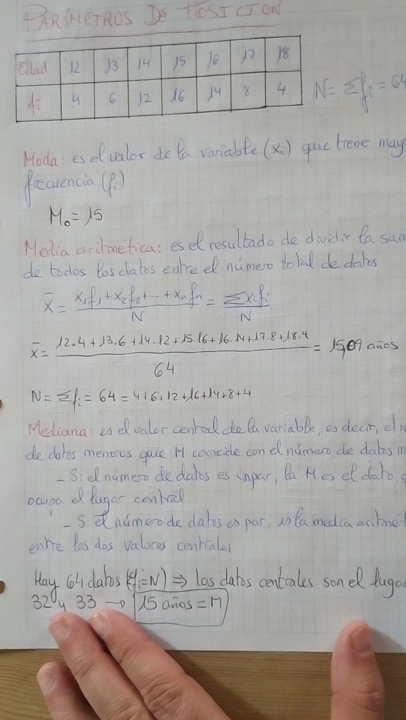 PARÁMETROS DE POSICIÓN
Edad 12 13 14 15 16 17 18
fi 4 6 12 16 14 8 4
N = Σfi = 64
Moda: es el valor de la variable (xi) que tiene may
frecuencia (fi)
Mo = 15
Media aritmetica: es el resultado de dividir la sum
de todos los datos entre el número total de datos
x̄ = x1f1 + x2f2 + ... + xnfn / N = Σxifi / N
x̄ = 12·4 + 13·6 + 14·12 + 15·16 + 16·14 + 17·8 + 18·4 / 64 = 15,09 años
N = Σfi = 64 = 4+6+12+16+14+8+4
Mediana: es el valor central de la variable, es decir, el n
de datos menores que M coincide con el número de datos m
- Si el número de datos es impar, la M es el dato q
ocupa el lugar central.
- Si el número de datos es par, es la media aritmét
entre los dos valores centrales.
Hay 64 datos (Σfi = N) ⇒ los datos centrales son el lugar
32 y 33 → 15 años = M